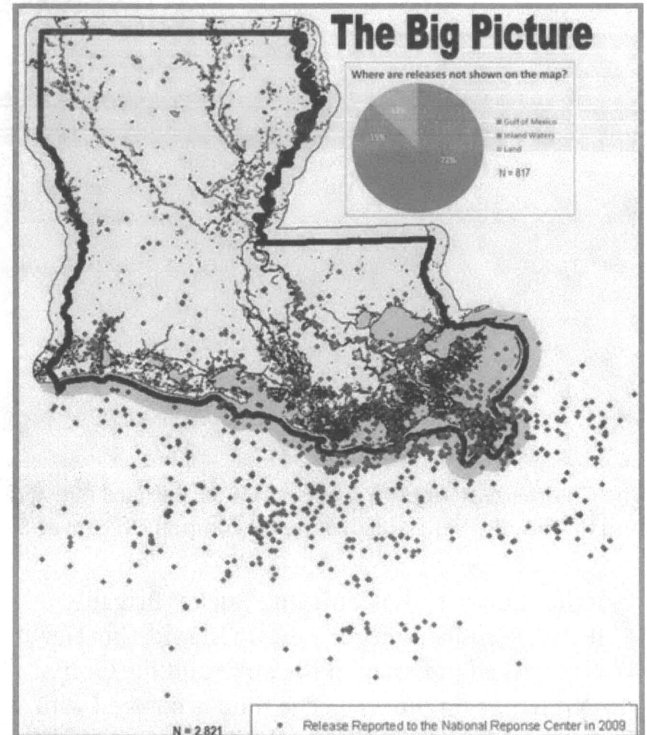 The Big Picture
Where are releases not shown on the map?
Gulf of Mexico
Inland Waters
Land
N = 817
15%
72%
N = 2,821
Release Reported to the National Reponse Center in 2009